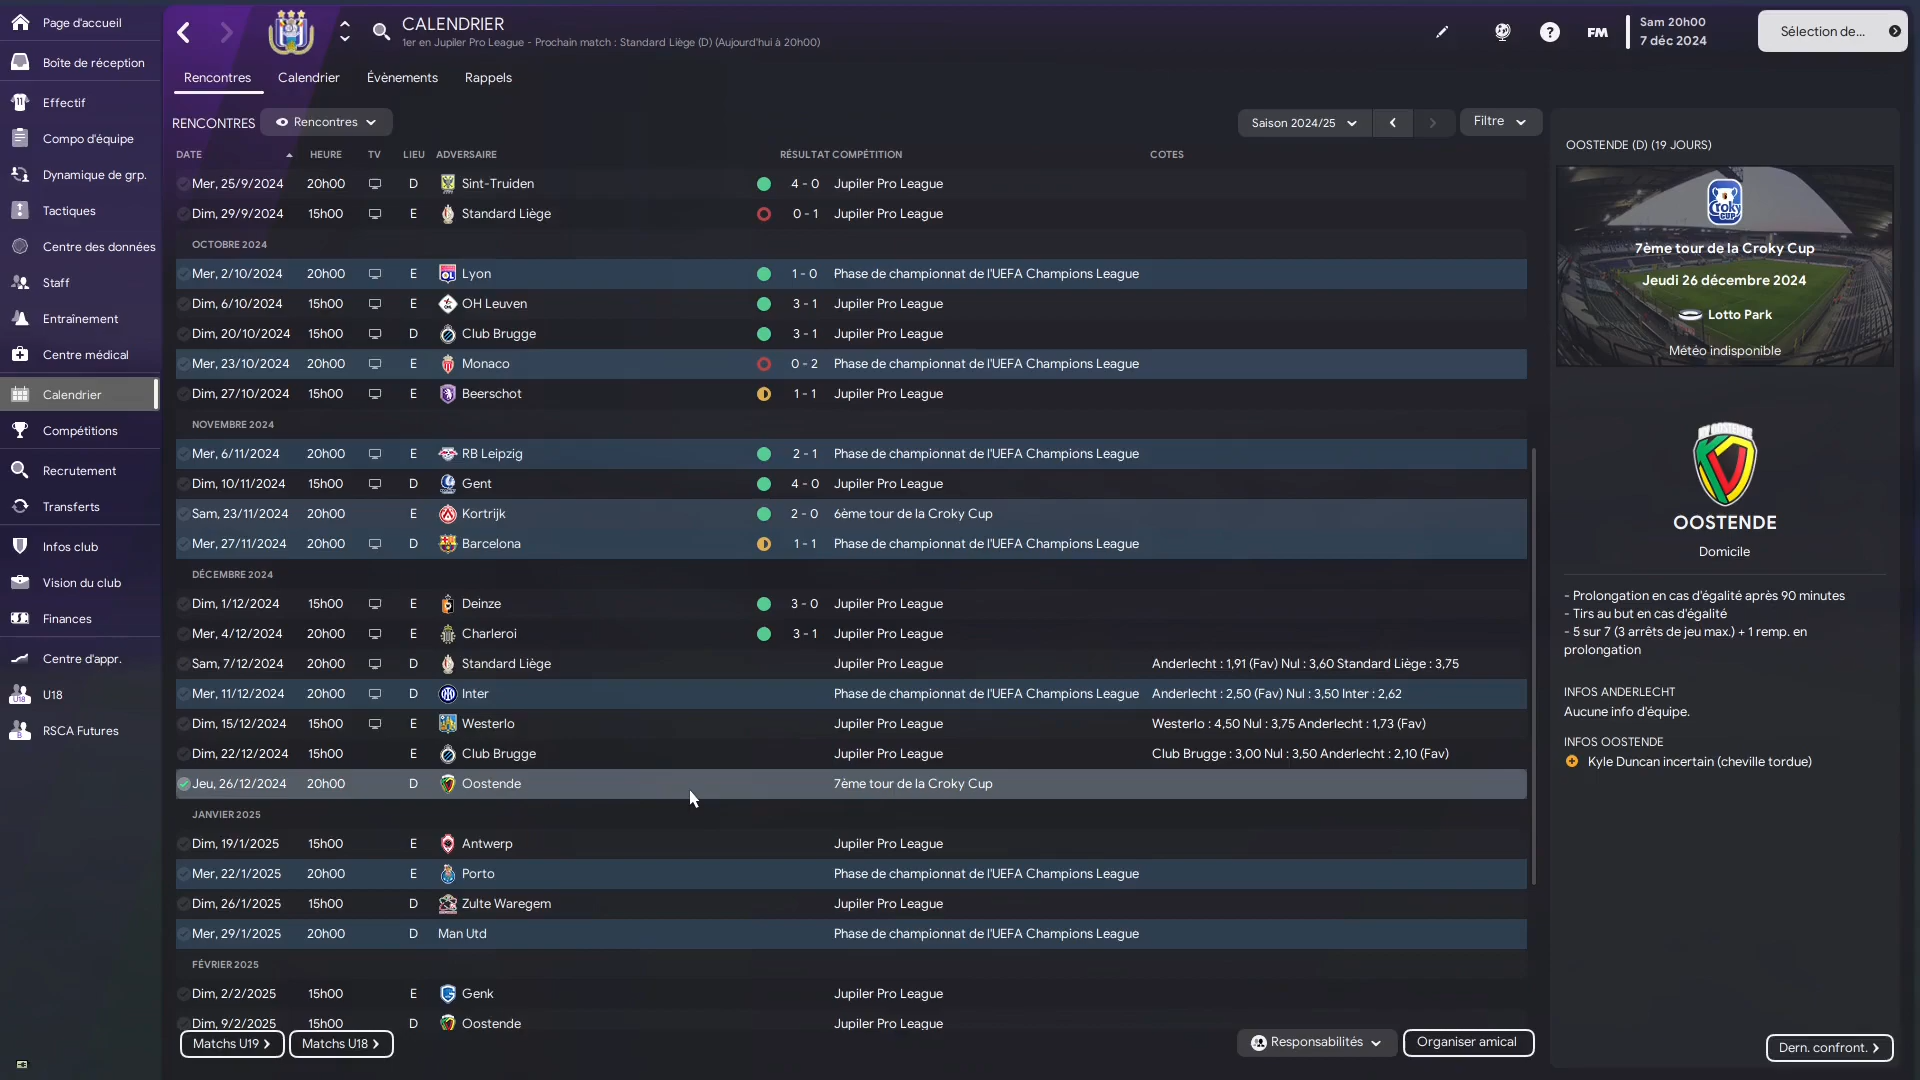 Page d'accueil
Boîte de réception
Effectif
Compo d'équipe
Dynamique de grp.
Tactiques
Centre des données
Staff
Entraînement
Centre médical
Calendrier
Compétitions
Recrutement
Transferts
Infos club
Vision du club
Finances
Centre d'appr.
U18
RSCA Futures
CALENDRIER
1er en Jupiler Pro League - Prochain match : Standard Liège (D) (Aujourd'hui à 20h00)
FM
Sam 20h00
7 déc 2024
Sélection de...
Rencontres Calendrier Évènements Rappels
RENCONTRES Rencontres Saison 2024/25 Filtre
DATE HEURE TV LIEU ADVERSAIRE RÉSULTAT COMPÉTITION COTES
Mer, 25/9/2024 20h00 D Sint-Truiden 4 - 0 Jupiler Pro League
Dim, 29/9/2024 15h00 E Standard Liège 0 - 1 Jupiler Pro League
OCTOBRE 2024
Mer, 2/10/2024 20h00 E Lyon 1 - 0 Phase de championnat de l'UEFA Champions League
Dim, 6/10/2024 15h00 E OH Leuven 3 - 1 Jupiler Pro League
Dim, 20/10/2024 15h00 D Club Brugge 3 - 1 Jupiler Pro League
Mer, 23/10/2024 20h00 E Monaco 0 - 2 Phase de championnat de l'UEFA Champions League
Dim, 27/10/2024 15h00 E Beerschot 1 - 1 Jupiler Pro League
NOVEMBRE 2024
Mer, 6/11/2024 20h00 E RB Leipzig 2 - 1 Phase de championnat de l'UEFA Champions League
Dim, 10/11/2024 15h00 D Gent 4 - 0 Jupiler Pro League
Sam, 23/11/2024 20h00 E Kortrijk 2 - 0 6ème tour de la Croky Cup
Mer, 27/11/2024 20h00 D Barcelona 1 - 1 Phase de championnat de l'UEFA Champions League
DÉCEMBRE 2024
Dim, 1/12/2024 15h00 E Deinze 3 - 0 Jupiler Pro League
Mer, 4/12/2024 20h00 E Charleroi 3 - 1 Jupiler Pro League
Sam, 7/12/2024 20h00 D Standard Liège Jupiler Pro League Anderlecht : 1,91 (Fav) Nul : 3,60 Standard Liège : 3,75
Mer, 11/12/2024 20h00 D Inter Phase de championnat de l'UEFA Champions League Anderlecht : 2,50 (Fav) Nul : 3,50 Inter : 2,62
Dim, 15/12/2024 15h00 E Westerlo Jupiler Pro League Westerlo : 4,50 Nul : 3,75 Anderlecht : 1,73 (Fav)
Dim, 22/12/2024 15h00 E Club Brugge Jupiler Pro League Club Brugge : 3,00 Nul : 3,50 Anderlecht : 2,10 (Fav)
Jeu, 26/12/2024 20h00 D Oostende 7ème tour de la Croky Cup
JANVIER 2025
Dim, 19/1/2025 15h00 E Antwerp Jupiler Pro League
Mer, 22/1/2025 20h00 E Porto Phase de championnat de l'UEFA Champions League
Dim, 26/1/2025 15h00 D Zulte Waregem Jupiler Pro League
Mer, 29/1/2025 20h00 D Man Utd Phase de championnat de l'UEFA Champions League
FÉVRIER 2025
Dim, 2/2/2025 15h00 E Genk Jupiler Pro League
Dim, 9/2/2025 15h00 D Oostende Jupiler Pro League
Matchs U19 Matchs U18 Responsabilités Organiser amical
OOSTENDE (D) (19 JOURS)
Croky
CUP
7ème tour de la Croky Cup
Jeudi 26 décembre 2024
Lotto Park
Météo indisponible
KV OOSTENDE
OOSTENDE
Domicile
- Prolongation en cas d'égalité après 90 minutes
- Tirs au but en cas d'égalité
- 5 sur 7 (3 arrêts de jeu max.) + 1 remp. en
prolongation
INFOS ANDERLECHT
Aucune info d'équipe.
INFOS OOSTENDE
Kyle Duncan incertain (cheville tordue)
Dern. confront.